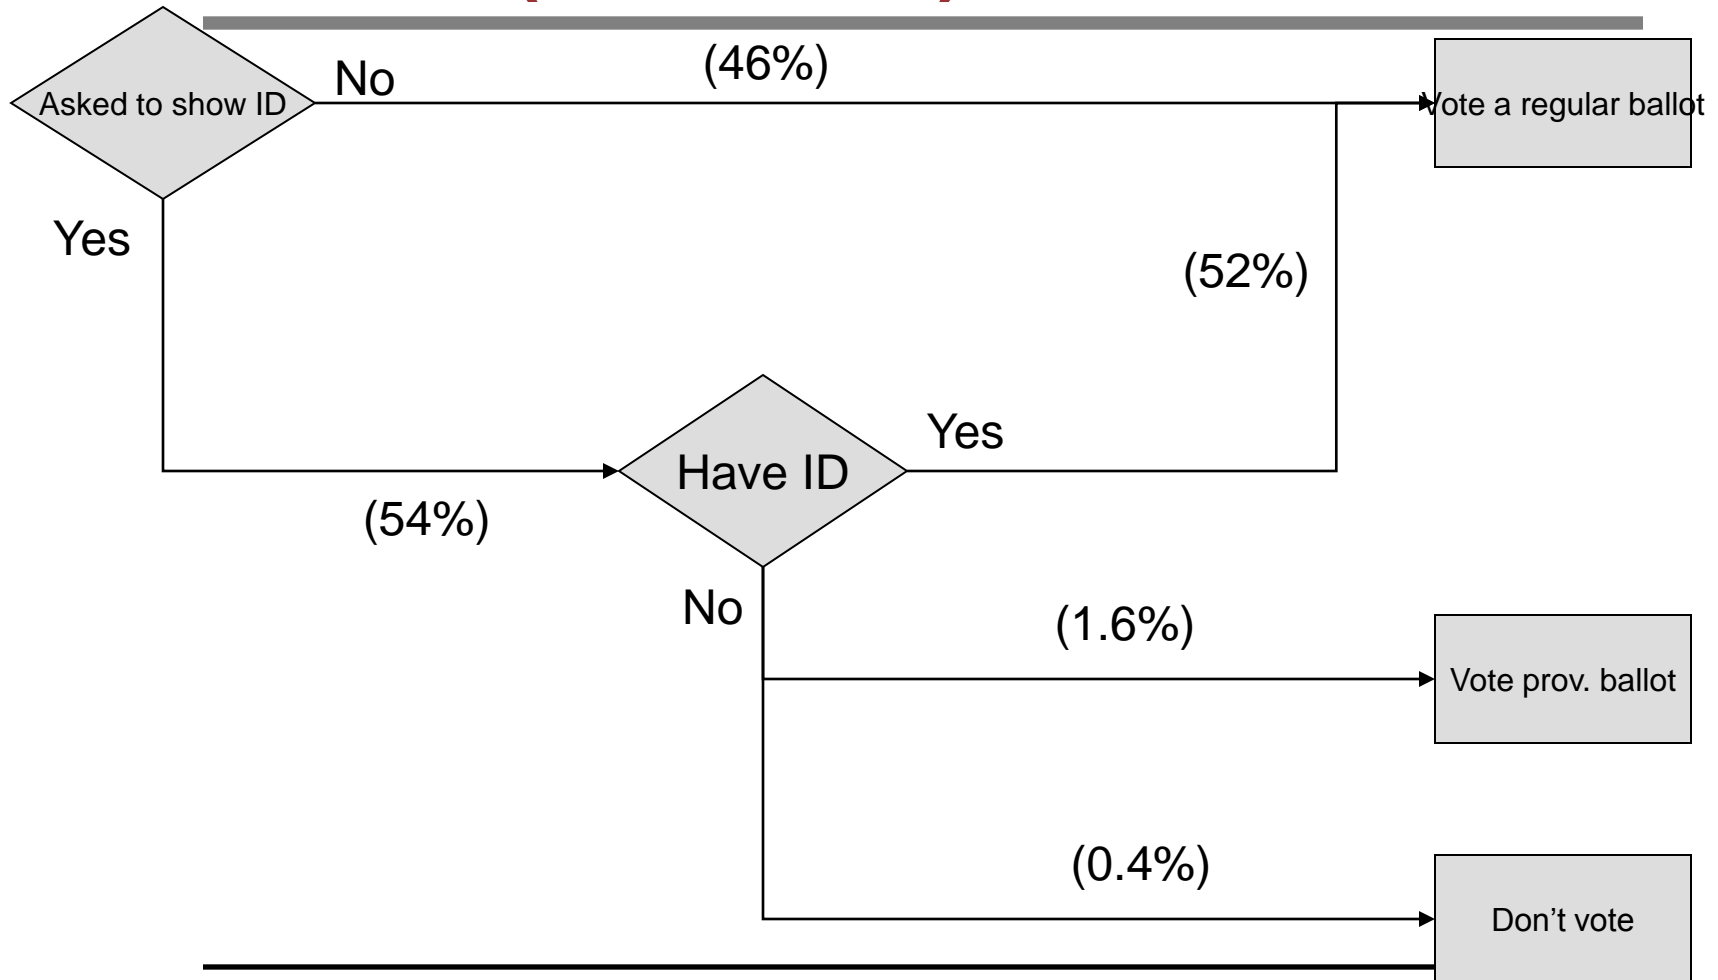 No
(46%)
Asked to show ID
Vote a regular ballot
Yes
(52%)
Yes
Have ID
(54%)
No
(1.6%)
Vote prov. ballot
(0.4%)
Don’t vote